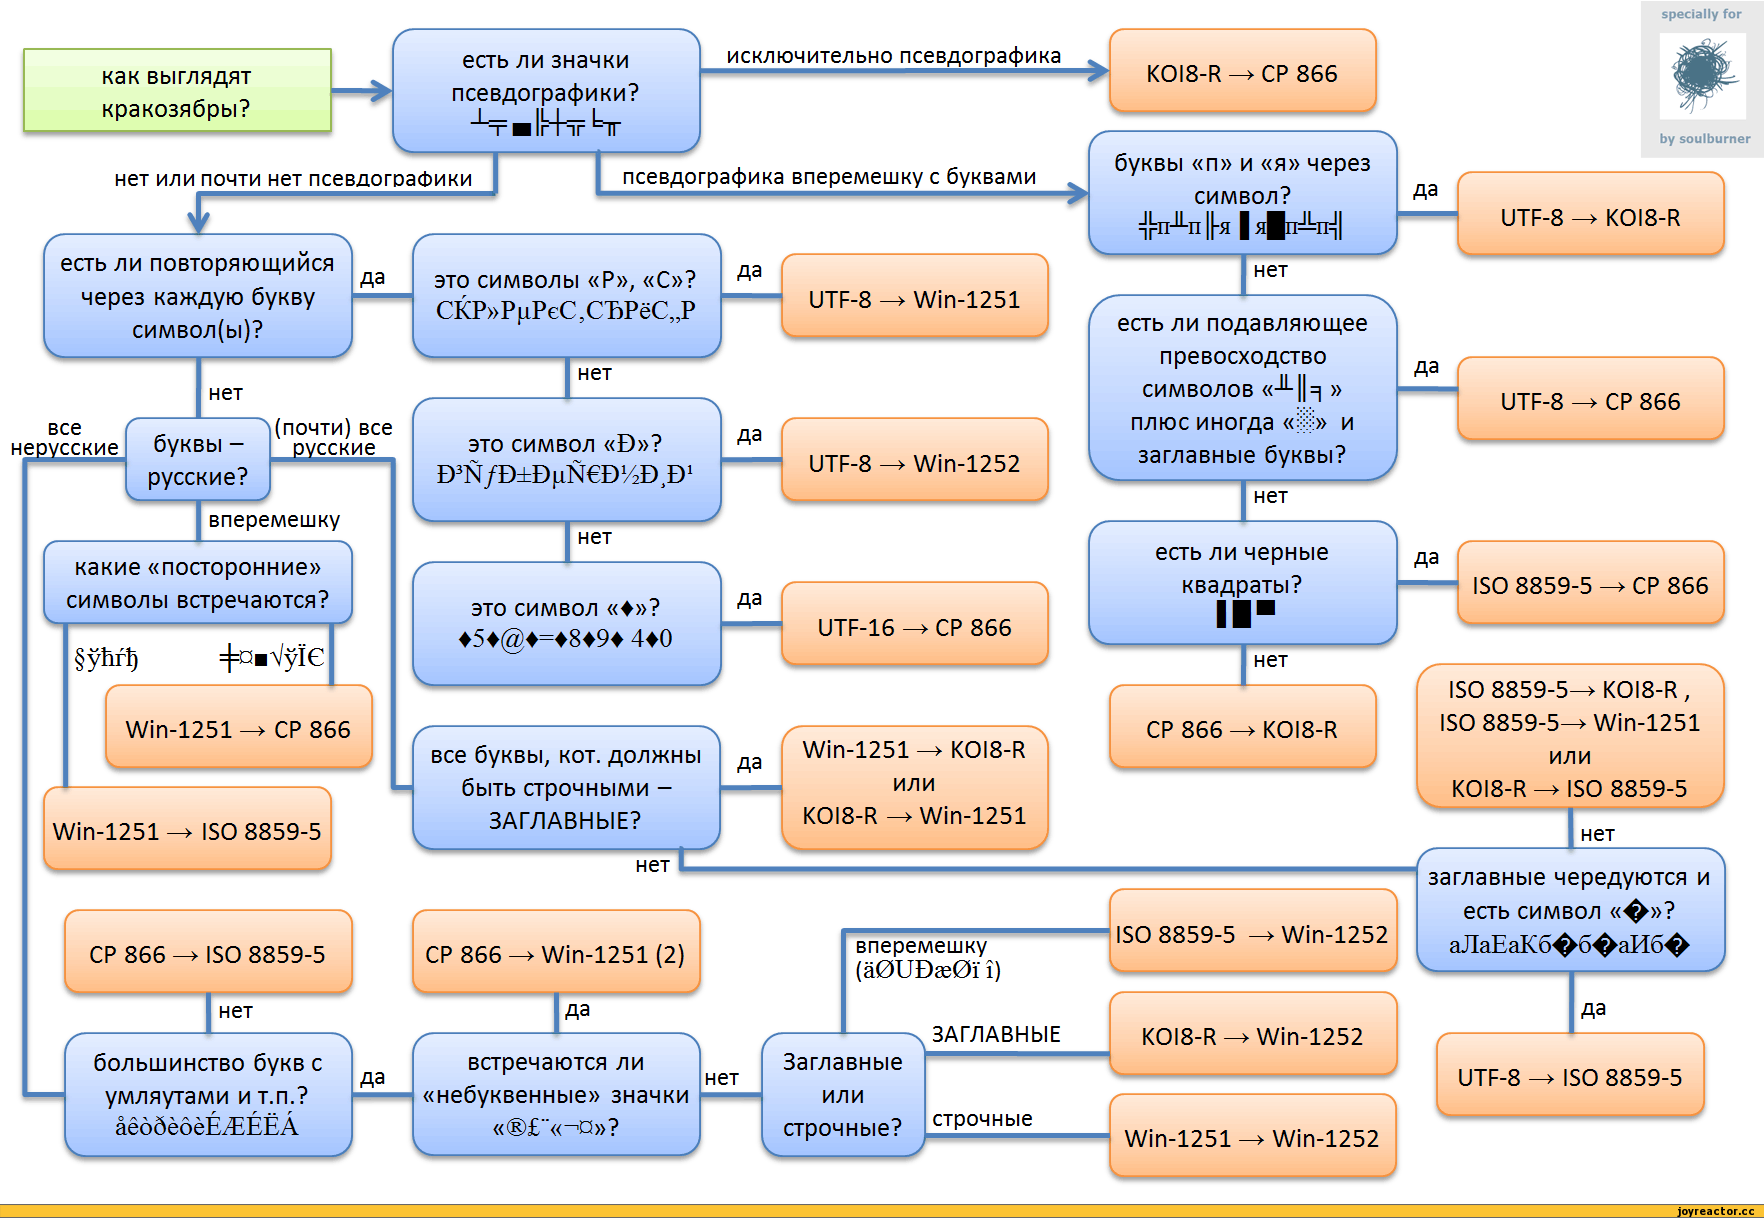 specially for
by soulburner
как выглядят
кракозябры?
есть ли значки
псевдографики?
┴╤▄╠┼╦╘╥
исключительно псевдографика
KOI8-R → CP 866
нет или почти нет псевдографики
псевдографика вперемешку с буквами
буквы «п» и «я» через
символ?
╬п╨п╟я▐я█п╩п╣
да
UTF-8 → KOI8-R
нет
есть ли повторяющийся
через каждую букву
символ(ы)?
да
это символы «Р», «С»?
СЌР»РµРєС‚СЂРёС„Р
да
UTF-8 → Win-1251
нет
есть ли подавляющее
превосходство
символов «╨║╕»
плюс иногда «░» и
заглавные буквы?
да
UTF-8 → CP 866
нет
нет
все
нерусские
буквы –
русские?
(почти) все
русские
это символ «Ð»?
Ð³ÑƒÐ±ÐµÑ€Ð½Ð¸Ð¹
да
UTF-8 → Win-1252
нет
вперемешку
какие «посторонние»
символы встречаются?
§ўћѓђ
╪¤■√ўЇЄ
Win-1251 → CP 866
Win-1251 → ISO 8859-5
это символ «♦»?
♦5♦@♦=♦8♦9♦ 4♦0
да
UTF-16 → CP 866
есть ли черные
квадраты?
▌█▀
да
ISO 8859-5 → CP 866
нет
CP 866 → KOI8-R
все буквы, кот. должны
быть строчными –
ЗАГЛАВНЫЕ?
да
Win-1251 → KOI8-R
или
KOI8-R → Win-1251
нет
ISO 8859-5→ KOI8-R ,
ISO 8859-5→ Win-1251
или
KOI8-R → ISO 8859-5
нет
заглавные чередуются и
есть символ «�»?
аЛаЕаКб�б�аИб�
да
UTF-8 → ISO 8859-5
CP 866 → ISO 8859-5
нет
большинство букв с
умляутами и т.п.?
åêòðèôèÉÆÉËÁ
да
CP 866 → Win-1251 (2)
да
встречаются ли
«небуквенные» значки
«®£¨«¬¤»?
нет
Заглавные
или
строчные?
вперемешку
(äØUÐæØï î)
ISO 8859-5 → Win-1252
ЗАГЛАВНЫЕ
KOI8-R → Win-1252
строчные
Win-1251 → Win-1252
joyreactor.cc